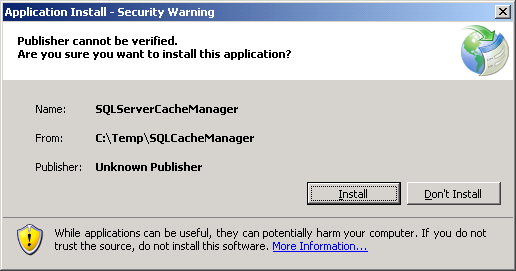 Application Install - Security Warning
Publisher cannot be verified.
Are you sure you want to install this application?
Name: SQLServerCacheManager
From: C:\Temp\SQLCacheManager
Publisher: Unknown Publisher
Install Don't Install
While applications can be useful, they can potentially harm your computer. If you do not
trust the source, do not install this software. More Information...